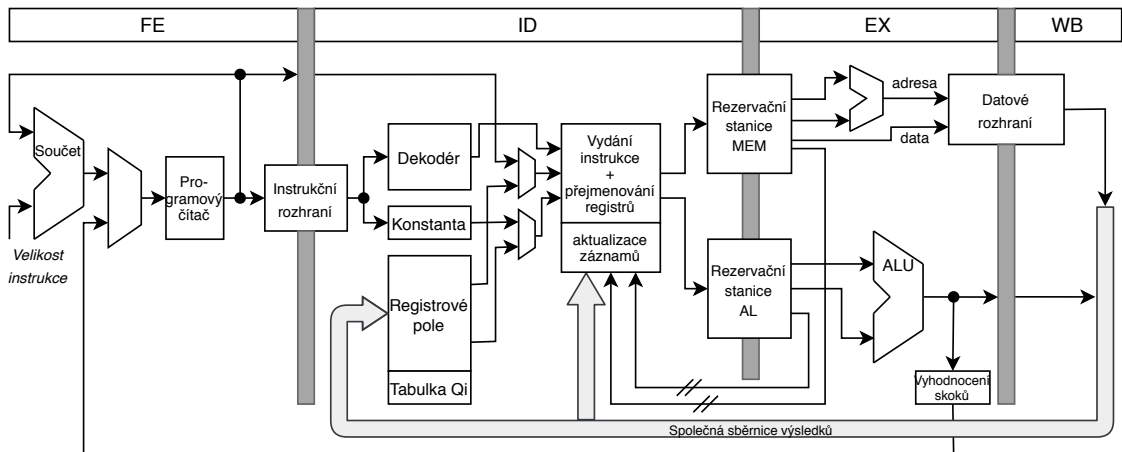 FE
ID
EX
WB
Součet
Pro-
gramový
čítač
Velikost
instrukce
Instrukční
rozhraní
Dekodér
Konstanta
Registrové
pole
Tabulka Qi
Vydání
instrukce
+
přejmenování
registrů
aktualizace
záznamů
Rezervační
stanice
MEM
Rezervační
stanice
AL
adresa
data
ALU
Datové
rozhraní
Vyhodnocení
skoků
Společná sběrnice výsledků